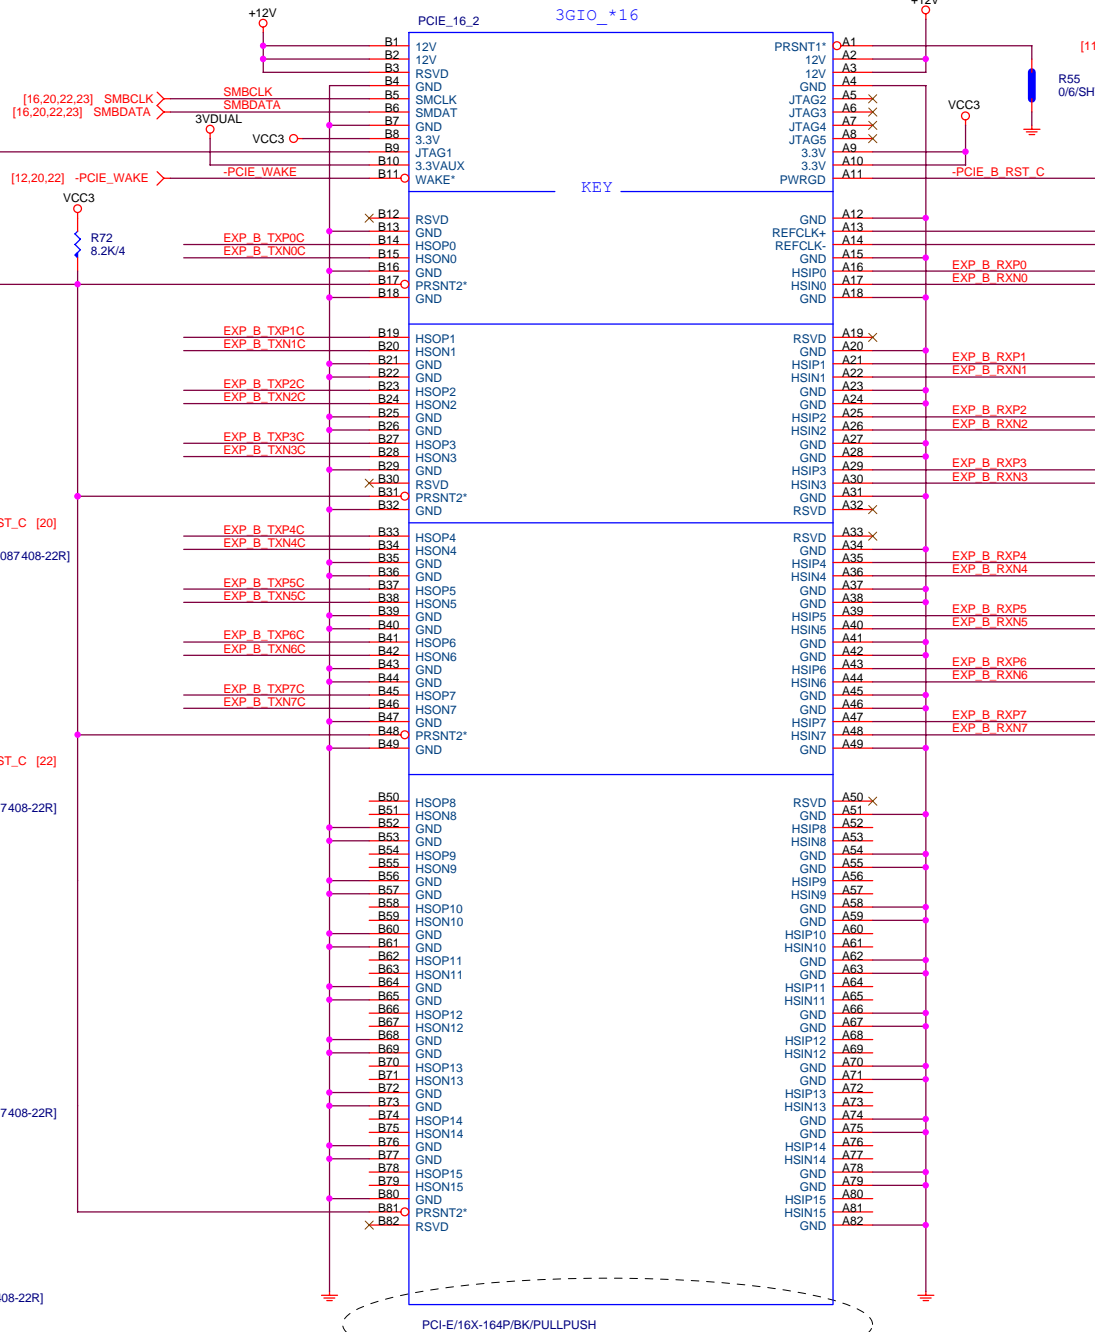 +12V
PCIE_16_2
3GIO_*16
[16,20,22,23] SMBCLK
[16,20,22,23] SMBDATA
SMBCLK
SMBDATA
3VDUAL
VCC3
[12,20,22] -PCIE_WAKE
-PCIE_WAKE
VCC3
R72
8.2K/4
EXP_B_TXP0C
EXP_B_TXN0C
EXP_B_TXP1C
EXP_B_TXN1C
EXP_B_TXP2C
EXP_B_TXN2C
EXP_B_TXP3C
EXP_B_TXN3C
ST_C [20]
087408-22R]
EXP_B_TXP4C
EXP_B_TXN4C
EXP_B_TXP5C
EXP_B_TXN5C
EXP_B_TXP6C
EXP_B_TXN6C
EXP_B_TXP7C
EXP_B_TXN7C
ST_C [22]
7408-22R]
7408-22R]
408-22R]
B1 12V
B2 12V
B3 RSVD
B4 GND
B5 SMCLK
B6 SMDAT
B7 GND
B8 3.3V
B9 JTAG1
B10 3.3VAUX
B11 WAKE*
KEY
B12 RSVD
B13 GND
B14 HSOP0
B15 HSON0
B16 GND
B17 PRSNT2*
B18 GND
B19 HSOP1
B20 HSON1
B21 GND
B22 GND
B23 HSOP2
B24 HSON2
B25 GND
B26 GND
B27 HSOP3
B28 HSON3
B29 GND
B30 RSVD
B31 PRSNT2*
B32 GND
B33 HSOP4
B34 HSON4
B35 GND
B36 GND
B37 HSOP5
B38 HSON5
B39 GND
B40 GND
B41 HSOP6
B42 HSON6
B43 GND
B44 GND
B45 HSOP7
B46 HSON7
B47 GND
B48 PRSNT2*
B49 GND
B50 HSOP8
B51 HSON8
B52 GND
B53 GND
B54 HSOP9
B55 HSON9
B56 GND
B57 GND
B58 HSOP10
B59 HSON10
B60 GND
B61 GND
B62 HSOP11
B63 HSON11
B64 GND
B65 GND
B66 HSOP12
B67 HSON12
B68 GND
B69 GND
B70 HSOP13
B71 HSON13
B72 GND
B73 GND
B74 HSOP14
B75 HSON14
B76 GND
B77 GND
B78 HSOP15
B79 HSON15
B80 GND
B81 PRSNT2*
B82 RSVD
PRSNT1* A1
12V A2
12V A3
GND A4
JTAG2 A5
JTAG3 A6
JTAG4 A7
JTAG5 A8
3.3V A9
3.3V A10
PWRGD A11
GND A12
REFCLK+ A13
REFCLK- A14
GND A15
HSIP0 A16
HSIN0 A17
GND A18
RSVD A19
GND A20
HSIP1 A21
HSIN1 A22
GND A23
GND A24
HSIP2 A25
HSIN2 A26
GND A27
GND A28
HSIP3 A29
HSIN3 A30
GND A31
RSVD A32
RSVD A33
GND A34
HSIP4 A35
HSIN4 A36
GND A37
GND A38
HSIP5 A39
HSIN5 A40
GND A41
GND A42
HSIP6 A43
HSIN6 A44
GND A45
GND A46
HSIP7 A47
HSIN7 A48
GND A49
RSVD A50
GND A51
HSIP8 A52
HSIN8 A53
GND A54
GND A55
HSIP9 A56
HSIN9 A57
GND A58
GND A59
HSIP10 A60
HSIN10 A61
GND A62
GND A63
HSIP11 A64
HSIN11 A65
GND A66
GND A67
HSIP12 A68
HSIN12 A69
GND A70
GND A71
HSIP13 A72
HSIN13 A73
GND A74
GND A75
HSIP14 A76
HSIN14 A77
GND A78
GND A79
HSIP15 A80
HSIN15 A81
GND A82
+12V
[11
R55
0/6/SH
VCC3
-PCIE_B_RST_C
EXP_B_RXP0
EXP_B_RXN0
EXP_B_RXP1
EXP_B_RXN1
EXP_B_RXP2
EXP_B_RXN2
EXP_B_RXP3
EXP_B_RXN3
EXP_B_RXP4
EXP_B_RXN4
EXP_B_RXP5
EXP_B_RXN5
EXP_B_RXP6
EXP_B_RXN6
EXP_B_RXP7
EXP_B_RXN7
PCI-E/16X-164P/BK/PULLPUSH